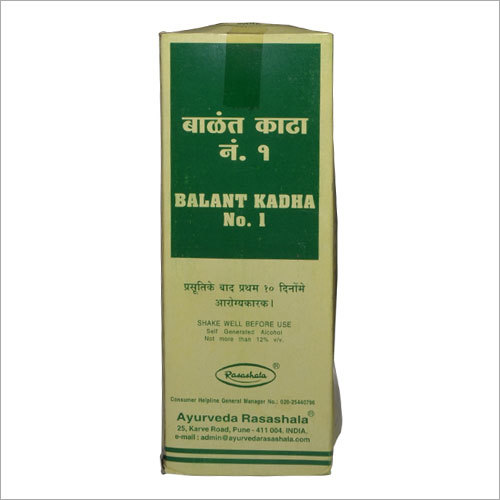 बाळंत काढा
नं. १
BALANT KADHA
No. 1
प्रसूतिके बाद प्रथम १० दिनोंमे
आरोग्यकारक।
SHAKE WELL BEFORE USE
Self Generated Alcohol
Not more than 12% v/v.
Rasashala®
Consumer Helpline General Manager No.: 020-25440796
Ayurveda Rasashala®
25, Karve Road, Pune - 411 004, INDIA.
e-mail : admin@ayurvedarasashala.com